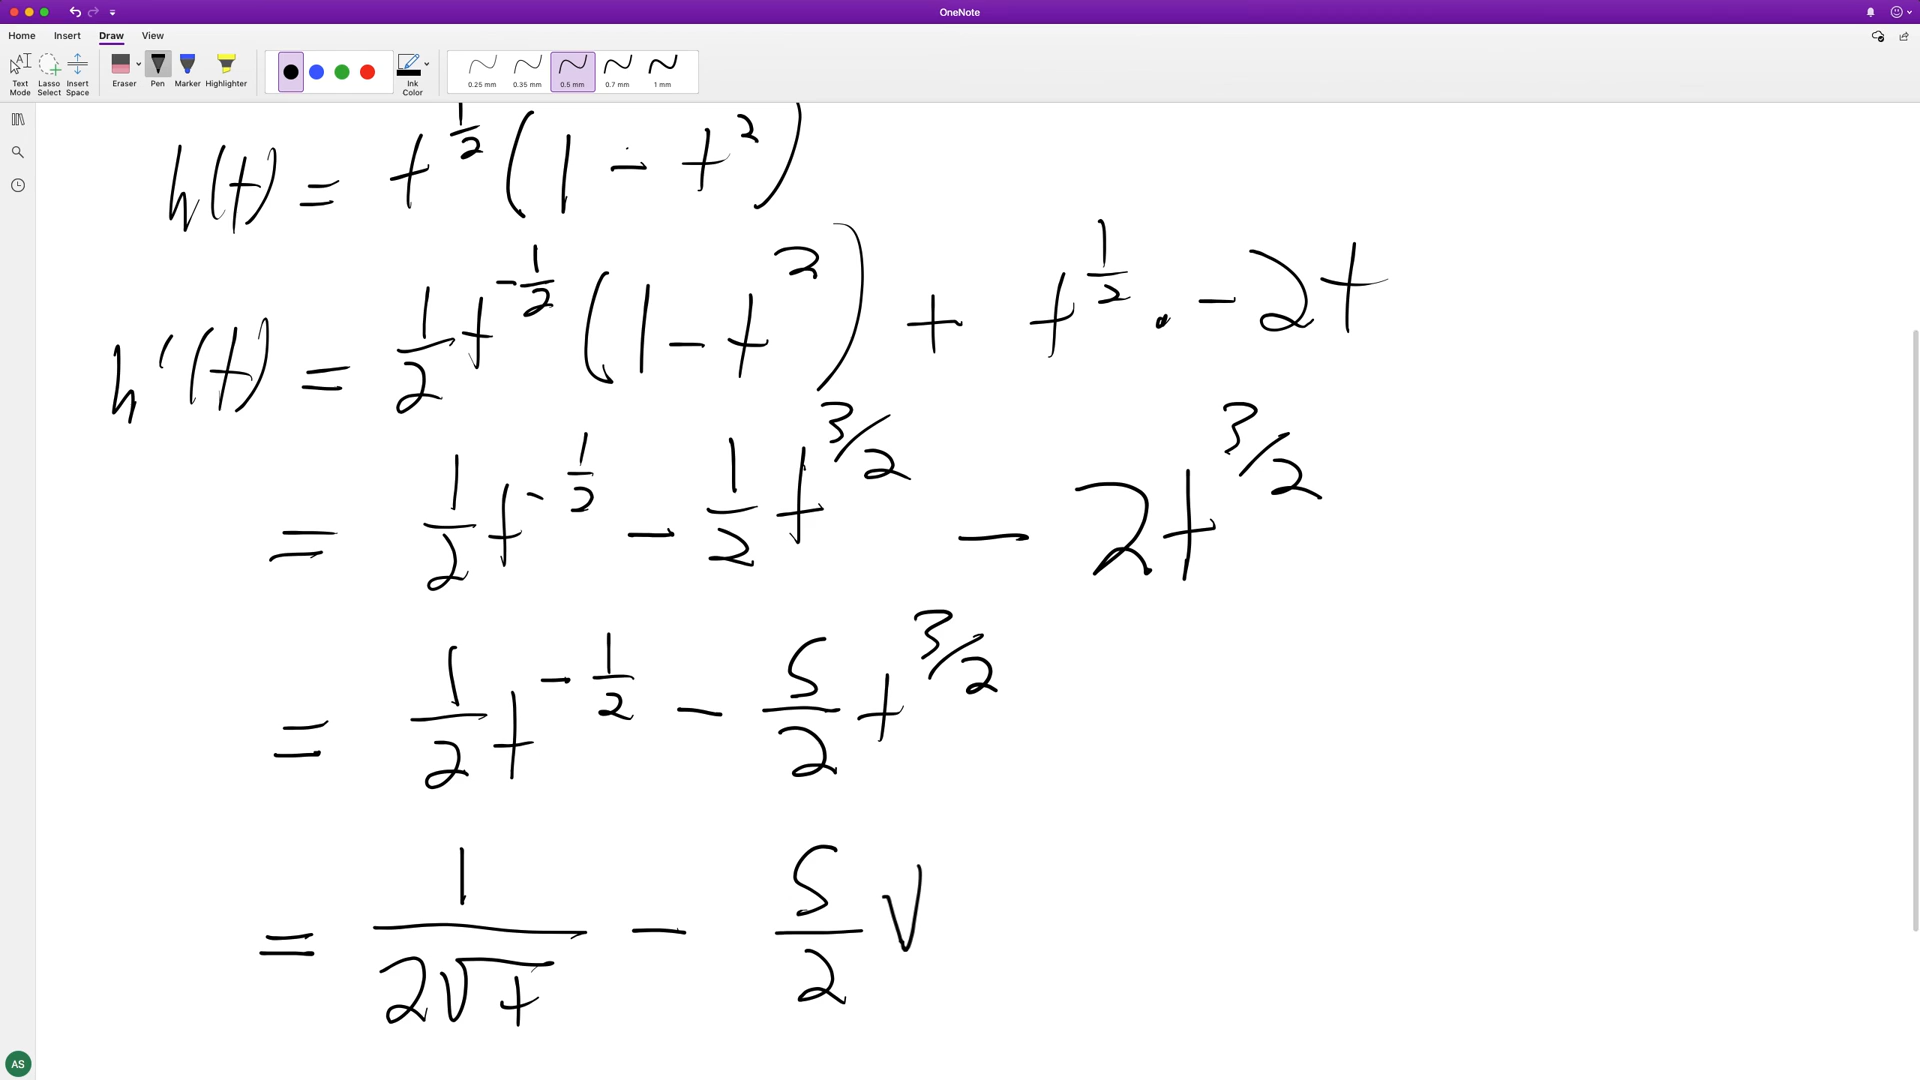 OneNote
Home Insert Draw View
Text Mode Lasso Select Insert Space Eraser Pen Marker Highlighter Ink Color 0.25 mm 0.35 mm 0.5 mm 0.7 mm 1 mm
h(t) = t^{1/2} (1 - t^2)
h'(t) = 1/2 t^{-1/2} (1 - t^2) + t^{1/2} · -2t
= 1/2 t^{-1/2} - 1/2 t^{3/2} - 2t^{3/2}
= 1/2 t^{-1/2} - 5/2 t^{3/2}
= 1/(2√t) - 5/2 √
AS